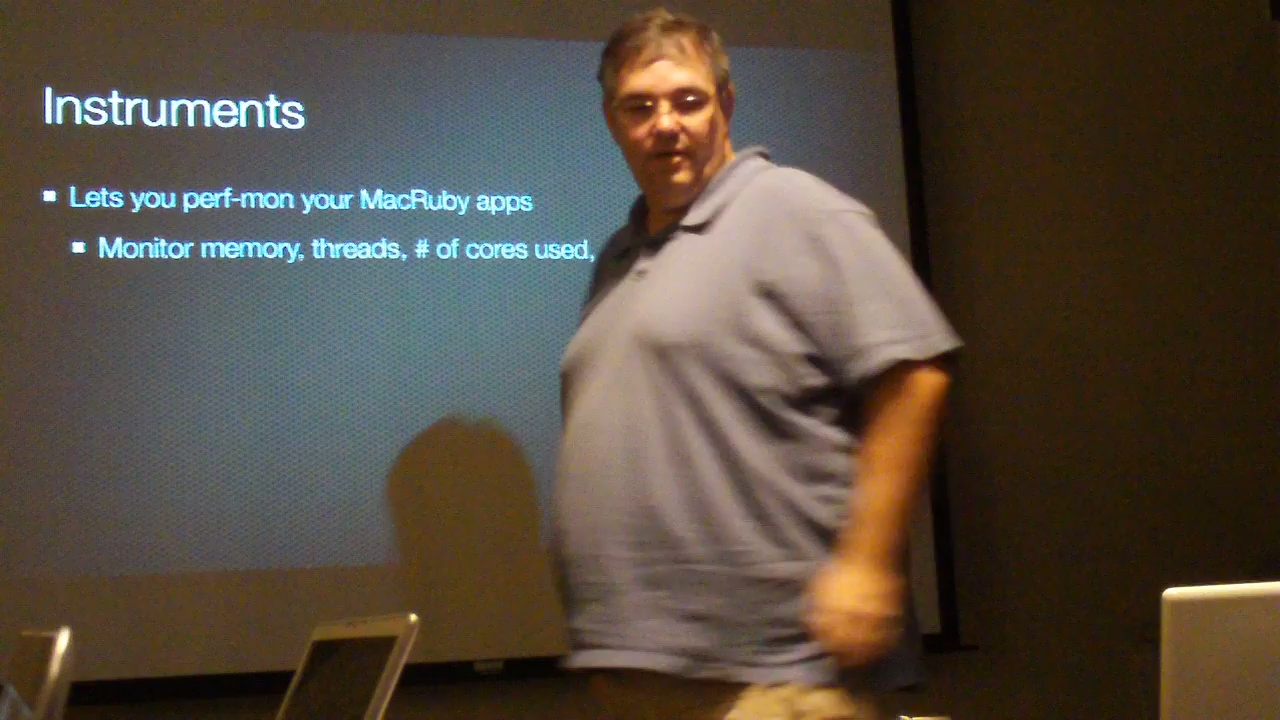 Instruments
Lets you perf-mon your MacRuby apps
Monitor memory, threads, # of cores used,